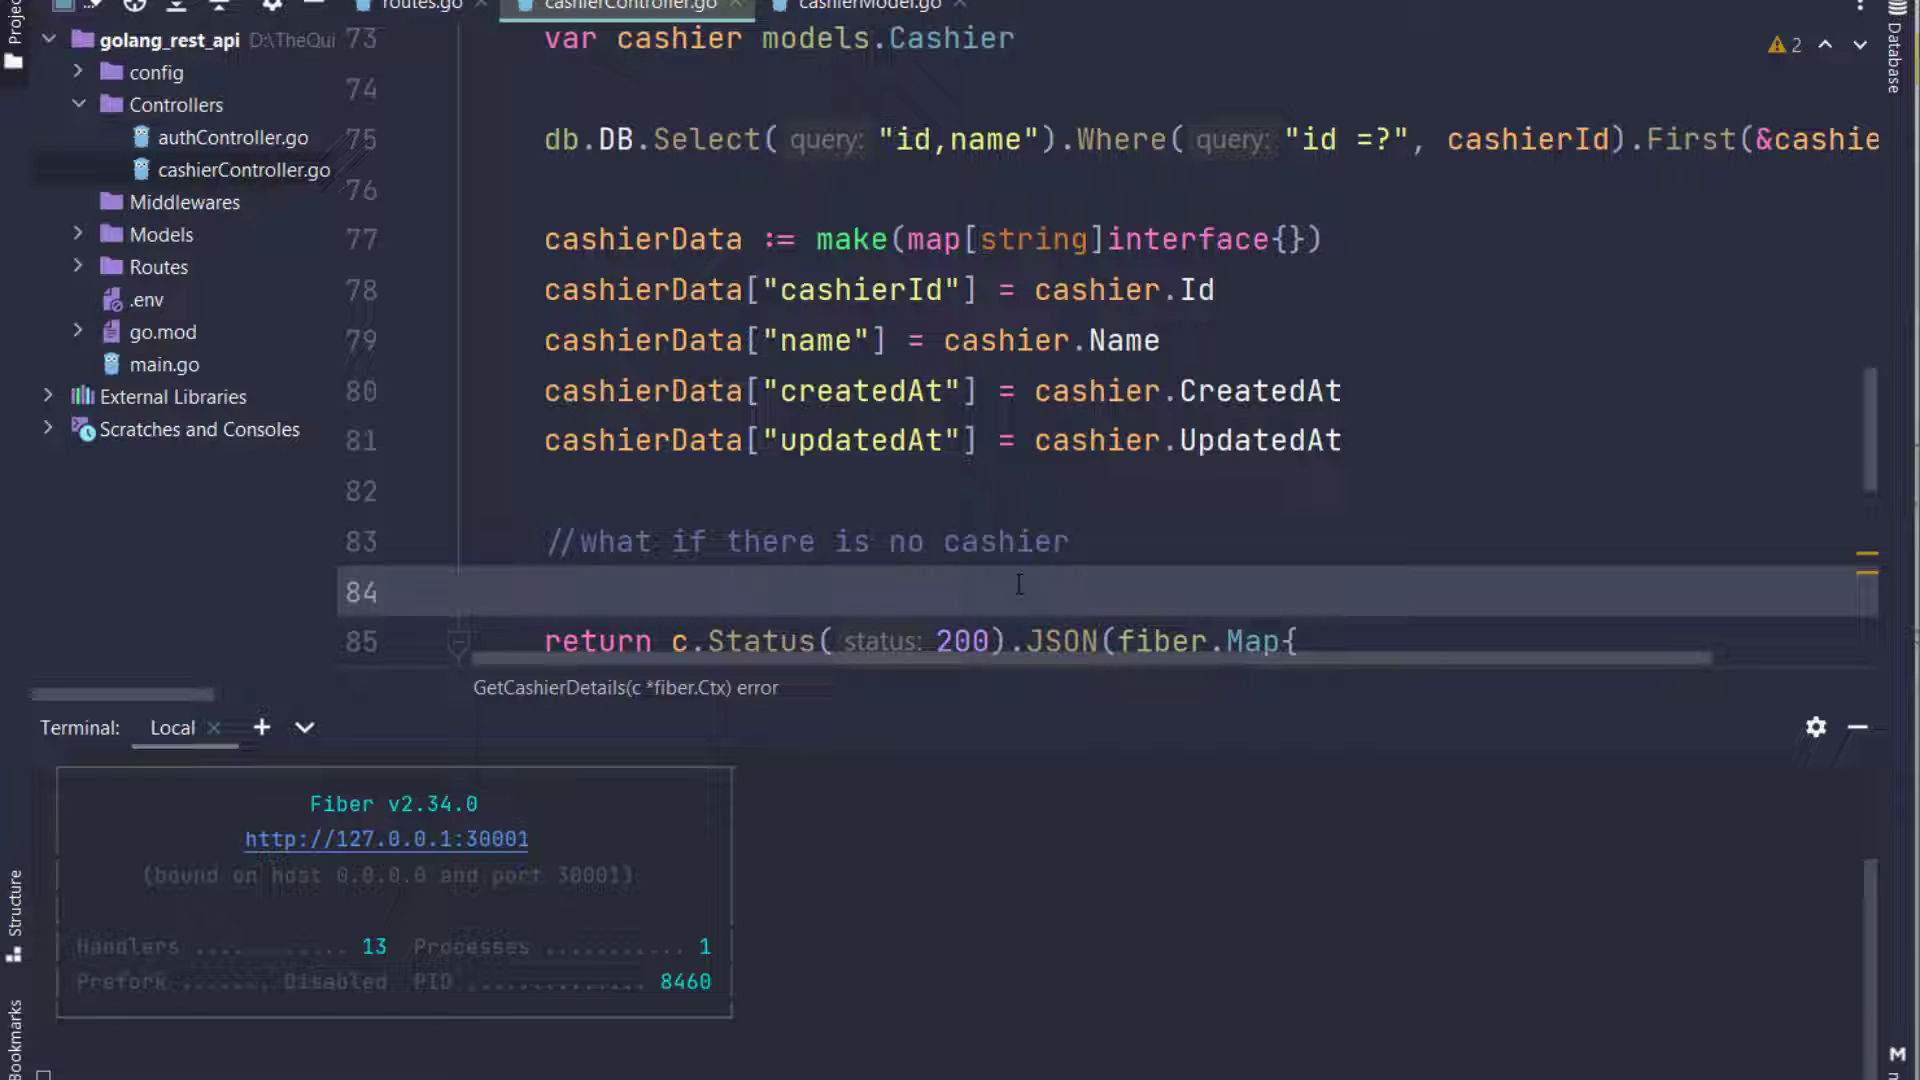 routes.go
cashierController.go
cashierModel.go
golang_rest_api D:\TheQui
config
Controllers
authController.go
cashierController.go
Middlewares
Models
Routes
.env
go.mod
main.go
External Libraries
Scratches and Consoles
73 var cashier models.Cashier
74
75 db.DB.Select( query: "id,name").Where( query: "id =?", cashierId).First(&cashie
76
77 cashierData := make(map[string]interface{})
78 cashierData["cashierId"] = cashier.Id
79 cashierData["name"] = cashier.Name
80 cashierData["createdAt"] = cashier.CreatedAt
81 cashierData["updatedAt"] = cashier.UpdatedAt
82
83 //what if there is no cashier
84
85 return c.Status( status: 200).JSON(fiber.Map{
GetCashierDetails(c *fiber.Ctx) error
2
Database
Projec
Structure
Bookmarks
Terminal: Local
Fiber v2.34.0
http://127.0.0.1:30001
(bound on host 0.0.0.0 and port 30001)
Handlers ............. 13 Processes ........... 1
Prefork ....... Disabled PID ............. 8460
M